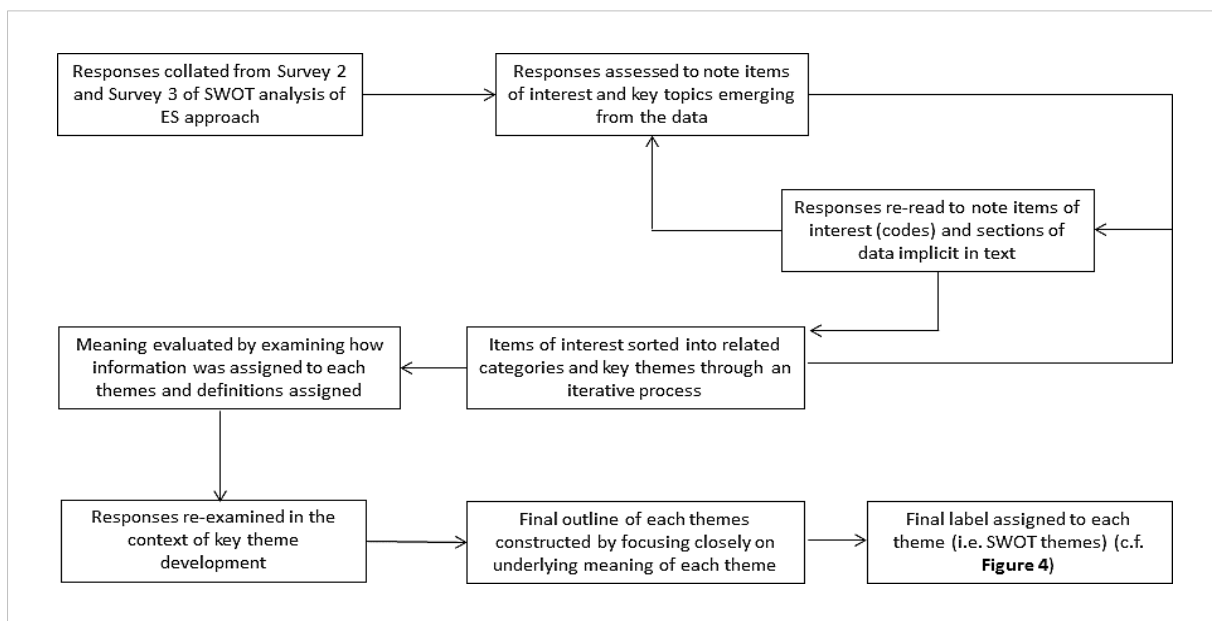 Responses collated from Survey 2
and Survey 3 of SWOT analysis of
ES approach
Responses assessed to note items
of interest and key topics emerging
from the data
Responses re-read to note items of
interest (codes) and sections of
data implicit in text
Items of interest sorted into related
categories and key themes through an
iterative process
Meaning evaluated by examining how
information was assigned to each
themes and definitions assigned
Responses re-examined in the
context of key theme
development
Final outline of each themes
constructed by focusing closely on
underlying meaning of each theme
Final label assigned to each
theme (i.e. SWOT themes) (c.f.
Figure 4)